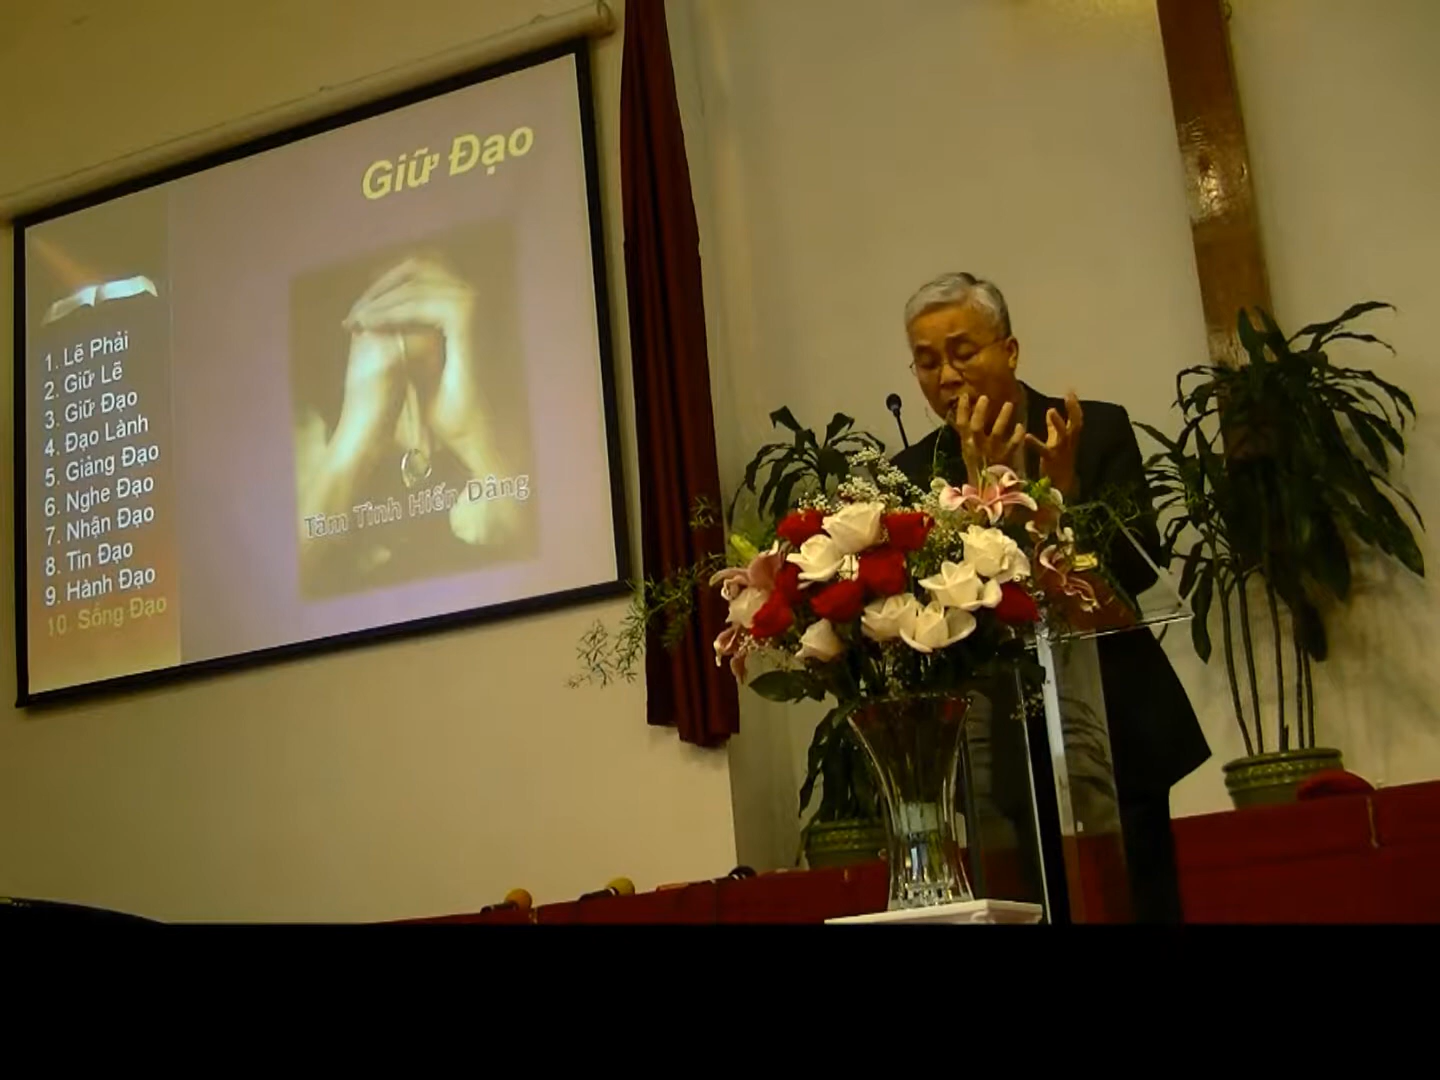 Giữ Đạo
1. Lẽ Phải
2. Giữ Lẽ
3. Giữ Đạo
4. Đạo Lành
5. Giảng Đạo
6. Nghe Đạo
7. Nhận Đạo
8. Tin Đạo
9. Hành Đạo
10. Sống Đạo
Tâm Tình Hiến Dâng